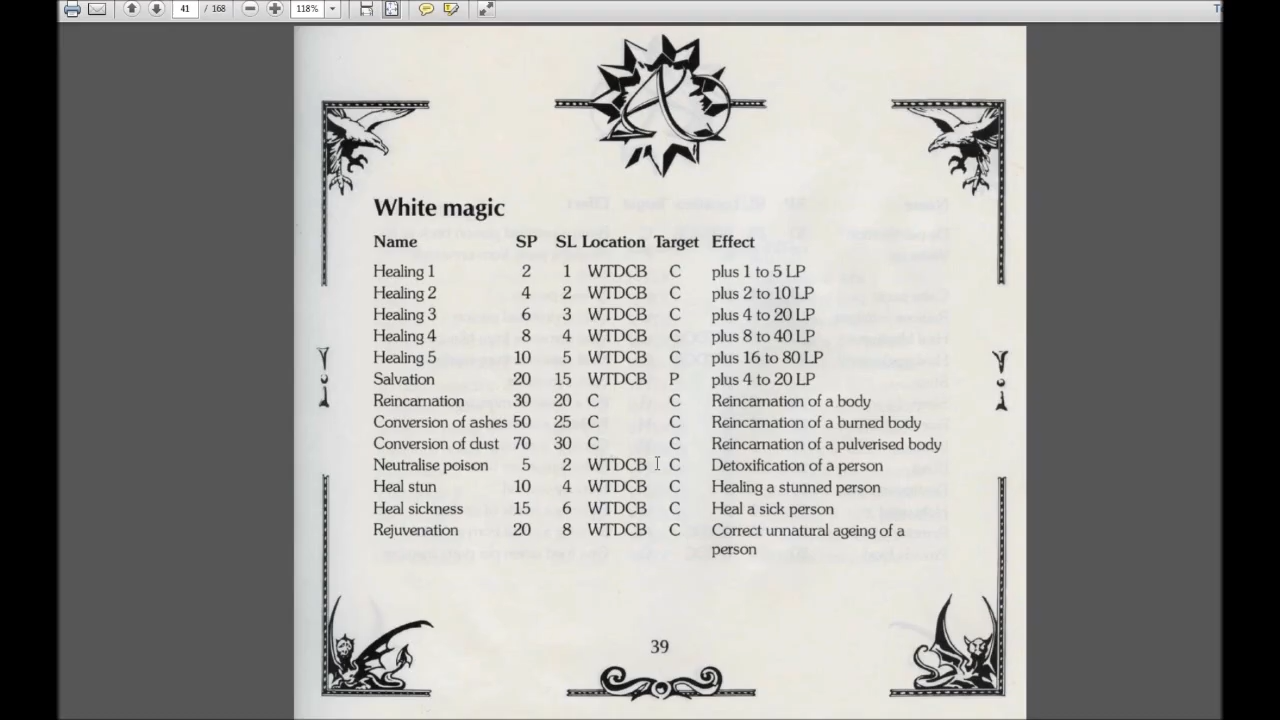 41 / 168 118%
White magic
Name SP SL Location Target Effect
Healing 1 2 1 WTDCB C plus 1 to 5 LP
Healing 2 4 2 WTDCB C plus 2 to 10 LP
Healing 3 6 3 WTDCB C plus 4 to 20 LP
Healing 4 8 4 WTDCB C plus 8 to 40 LP
Healing 5 10 5 WTDCB C plus 16 to 80 LP
Salvation 20 15 WTDCB P plus 4 to 20 LP
Reincarnation 30 20 C C Reincarnation of a body
Conversion of ashes 50 25 C C Reincarnation of a burned body
Conversion of dust 70 30 C C Reincarnation of a pulverised body
Neutralise poison 5 2 WTDCB C Detoxification of a person
Heal stun 10 4 WTDCB C Healing a stunned person
Heal sickness 15 6 WTDCB C Heal a sick person
Rejuvenation 20 8 WTDCB C Correct unnatural ageing of a
person
39